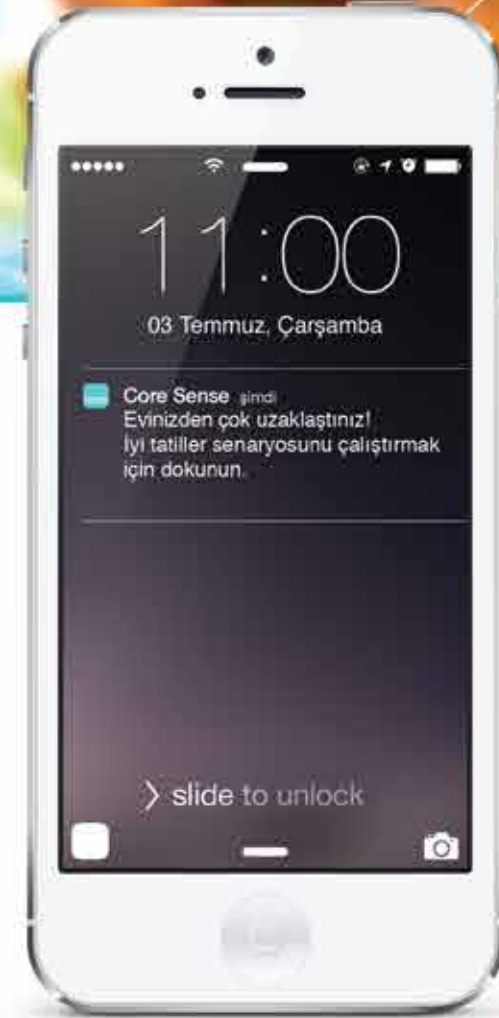 11:00
03 Temmuz, Çarşamba
Core Sense şimdi
Evinizden çok uzaklaştınız!
İyi tatiller senaryosunu çalıştırmak
için dokunun.
slide to unlock